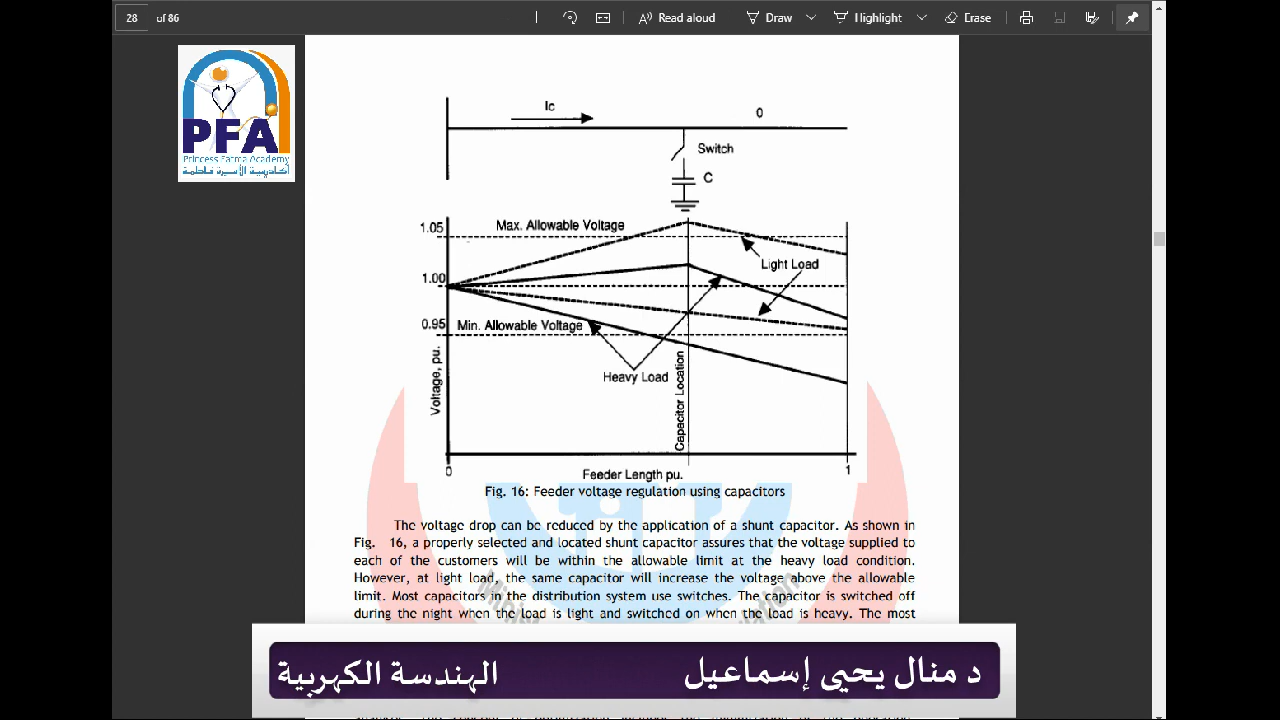 28 of 86
Read aloud
Draw
Highlight
Erase
PFA
Princess Fatma Academy
أكاديمية الأميرة فاطمة
Ic
0
Switch
C
1.05
Max. Allowable Voltage
Light Load
1.00
0.95
Min. Allowable Voltage
Heavy Load
Capacitor Location
Voltage, pu.
0
Feeder Length pu.
1
Fig. 16: Feeder voltage regulation using capacitors
The voltage drop can be reduced by the application of a shunt capacitor. As shown in
Fig. 16, a properly selected and located shunt capacitor assures that the voltage supplied to
each of the customers will be within the allowable limit at the heavy load condition.
However, at light load, the same capacitor will increase the voltage above the allowable
limit. Most capacitors in the distribution system use switches. The capacitor is switched off
during the night when the load is light and switched on when the load is heavy. The most
د منال يحيى إسماعيل
الهندسة الكهربية